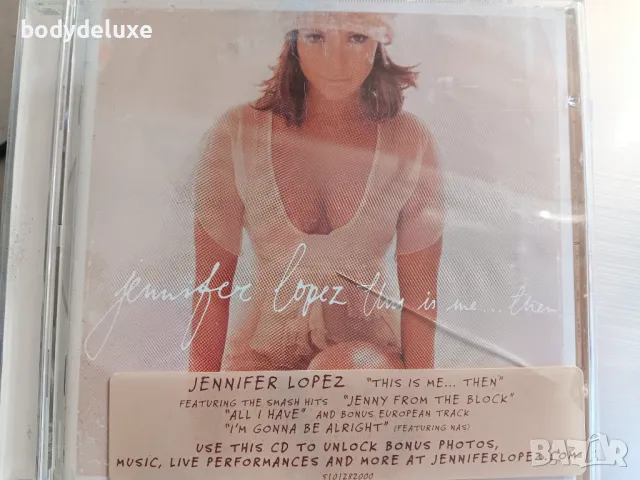 bodydeluxe
jennifer lopez this is me... then
JENNIFER LOPEZ "THIS IS ME... THEN"
FEATURING THE SMASH HITS "JENNY FROM THE BLOCK"
"ALL I HAVE" AND BONUS EUROPEAN TRACK
"I'M GONNA BE ALRIGHT" (FEATURING NAS)
USE THIS CD TO UNLOCK BONUS PHOTOS,
MUSIC, LIVE PERFORMANCES AND MORE AT JENNIFERLOPEZ.COM
5101282000
bazar